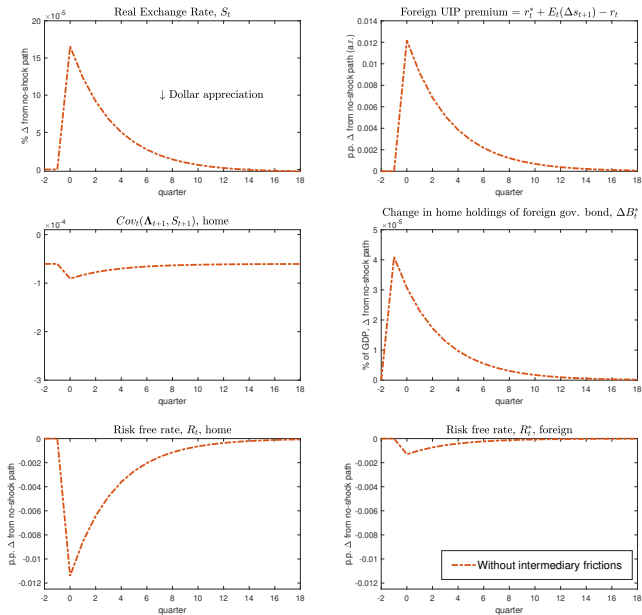 Real Exchange Rate, S_t
×10^-5
20
15
10
5
0
-2 0 2 4 6 8 10 12 14 16 18
% Δ from no-shock path
↓ Dollar appreciation
quarter
Foreign UIP premium = r_t^* + E_t(Δs_{t+1}) − r_t
0.014
0.012
0.01
0.008
0.006
0.004
0.002
0
-2 0 2 4 6 8 10 12 14 16 18
p.p. Δ from no-shock path (a.r.)
quarter
Cov_t(Λ_{t+1}, S_{t+1}), home
×10^-4
0
-1
-2
-3
-2 0 2 4 6 8 10 12 14 16 18
quarter
Change in home holdings of foreign gov. bond, ΔB_t^*
×10^-5
5
4
3
2
1
0
-2 0 2 4 6 8 10 12 14 16 18
% of GDP, Δ from no-shock path
quarter
Risk free rate, R_t, home
0
-0.002
-0.004
-0.006
-0.008
-0.01
-0.012
-2 0 2 4 6 8 10 12 14 16 18
p.p. Δ from no-shock path
quarter
Risk free rate, R_t^*, foreign
0
-0.002
-0.004
-0.006
-0.008
-0.01
-0.012
-2 0 2 4 6 8 10 12 14 16 18
p.p. Δ from no-shock path
Without intermediary frictions
quarter